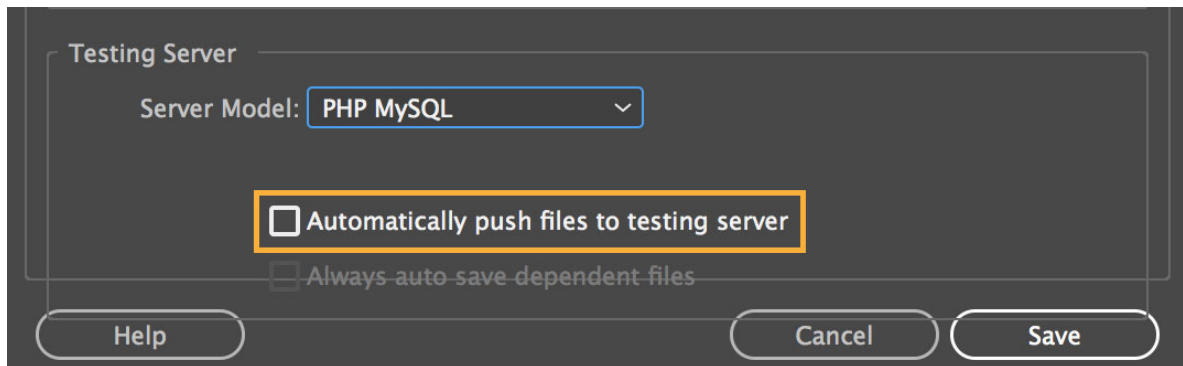 Testing Server
Server Model: PHP MySQL
Automatically push files to testing server
Always auto save dependent files
Help Cancel Save